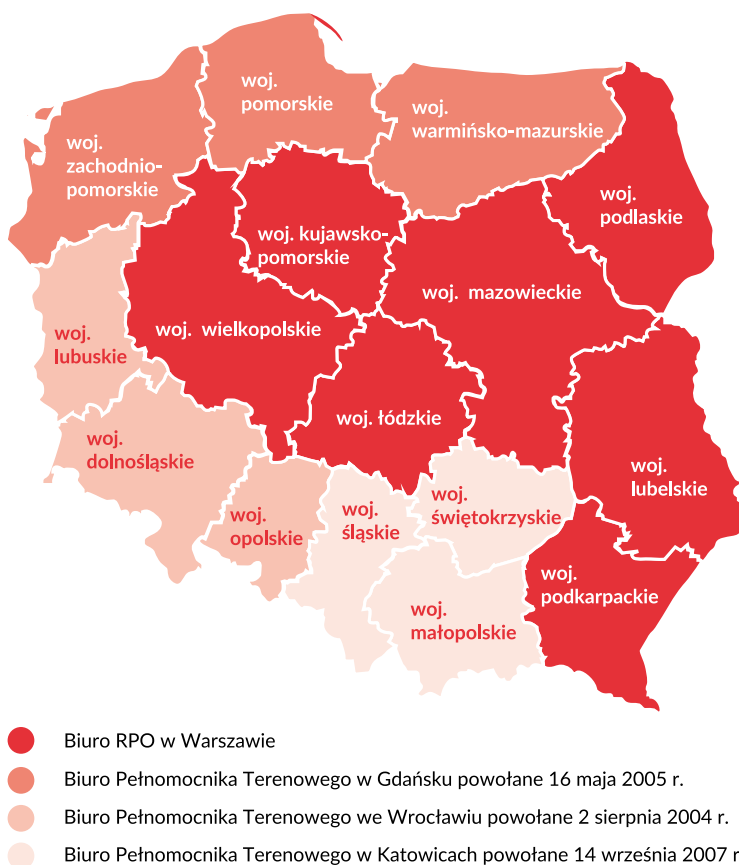 woj.
pomorskie
woj.
warmińsko-mazurskie
woj.
zachodnio-
pomorskie
woj.
podlaskie
woj. kujawsko-
pomorskie
woj. mazowieckie
woj. wielkopolskie
woj.
lubuskie
woj. łódzkie
woj.
dolnośląskie
woj.
lubelskie
woj.
opolskie
woj.
śląskie
woj.
świętokrzyskie
woj.
podkarpackie
woj.
małopolskie
Biuro RPO w Warszawie
Biuro Pełnomocnika Terenowego w Gdańsku powołane 16 maja 2005 r.
Biuro Pełnomocnika Terenowego we Wrocławiu powołane 2 sierpnia 2004 r.
Biuro Pełnomocnika Terenowego w Katowicach powołane 14 września 2007 r